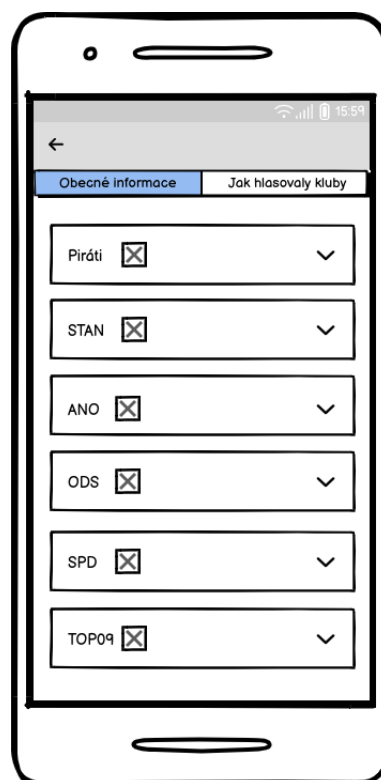 15:59
Obecné informace
Jak hlasovaly kluby
Piráti
STAN
ANO
ODS
SPD
TOP09